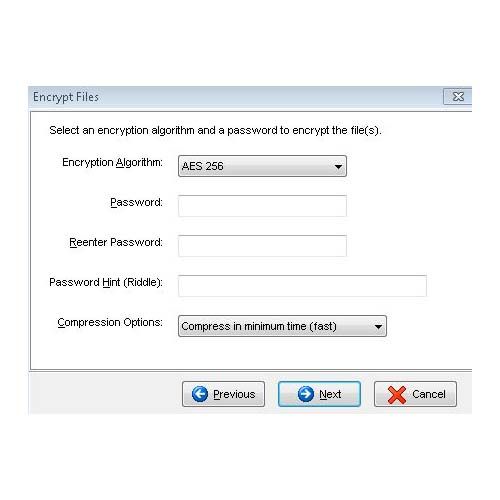 Encrypt Files
Select an encryption algorithm and a password to encrypt the file(s).
Encryption Algorithm: AES 256
Password:
Reenter Password:
Password Hint (Riddle):
Compression Options: Compress in minimum time (fast)
Previous Next Cancel